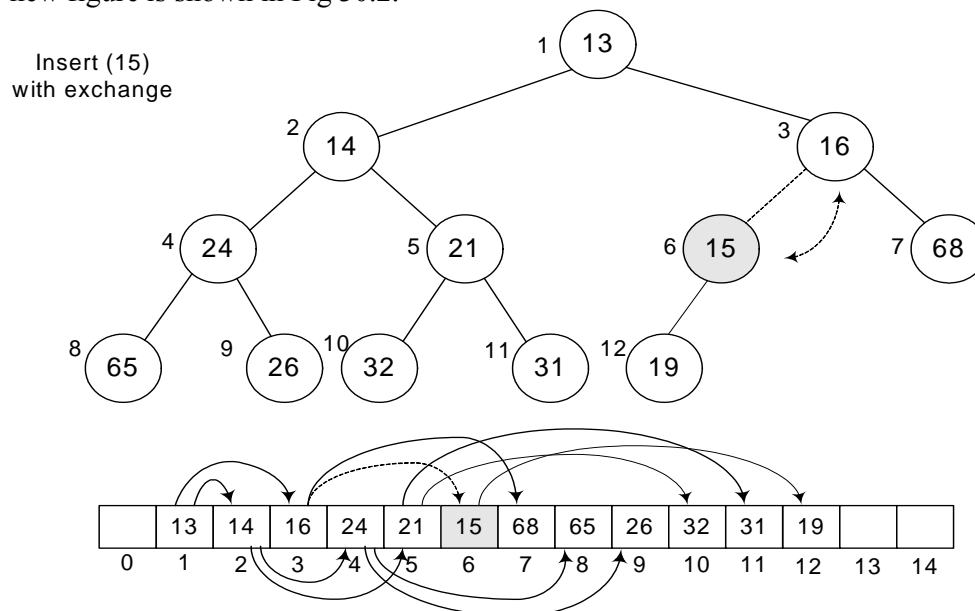 new figure is shown in Fig 30.2.
Insert (15)
with exchange
1 13
2 14
3 16
4 24
5 21
6 15
7 68
8 65
9 26
10 32
11 31
12 19
13 14 16 24 21 15 68 65 26 32 31 19
0 1 2 3 4 5 6 7 8 9 10 11 12 13 14